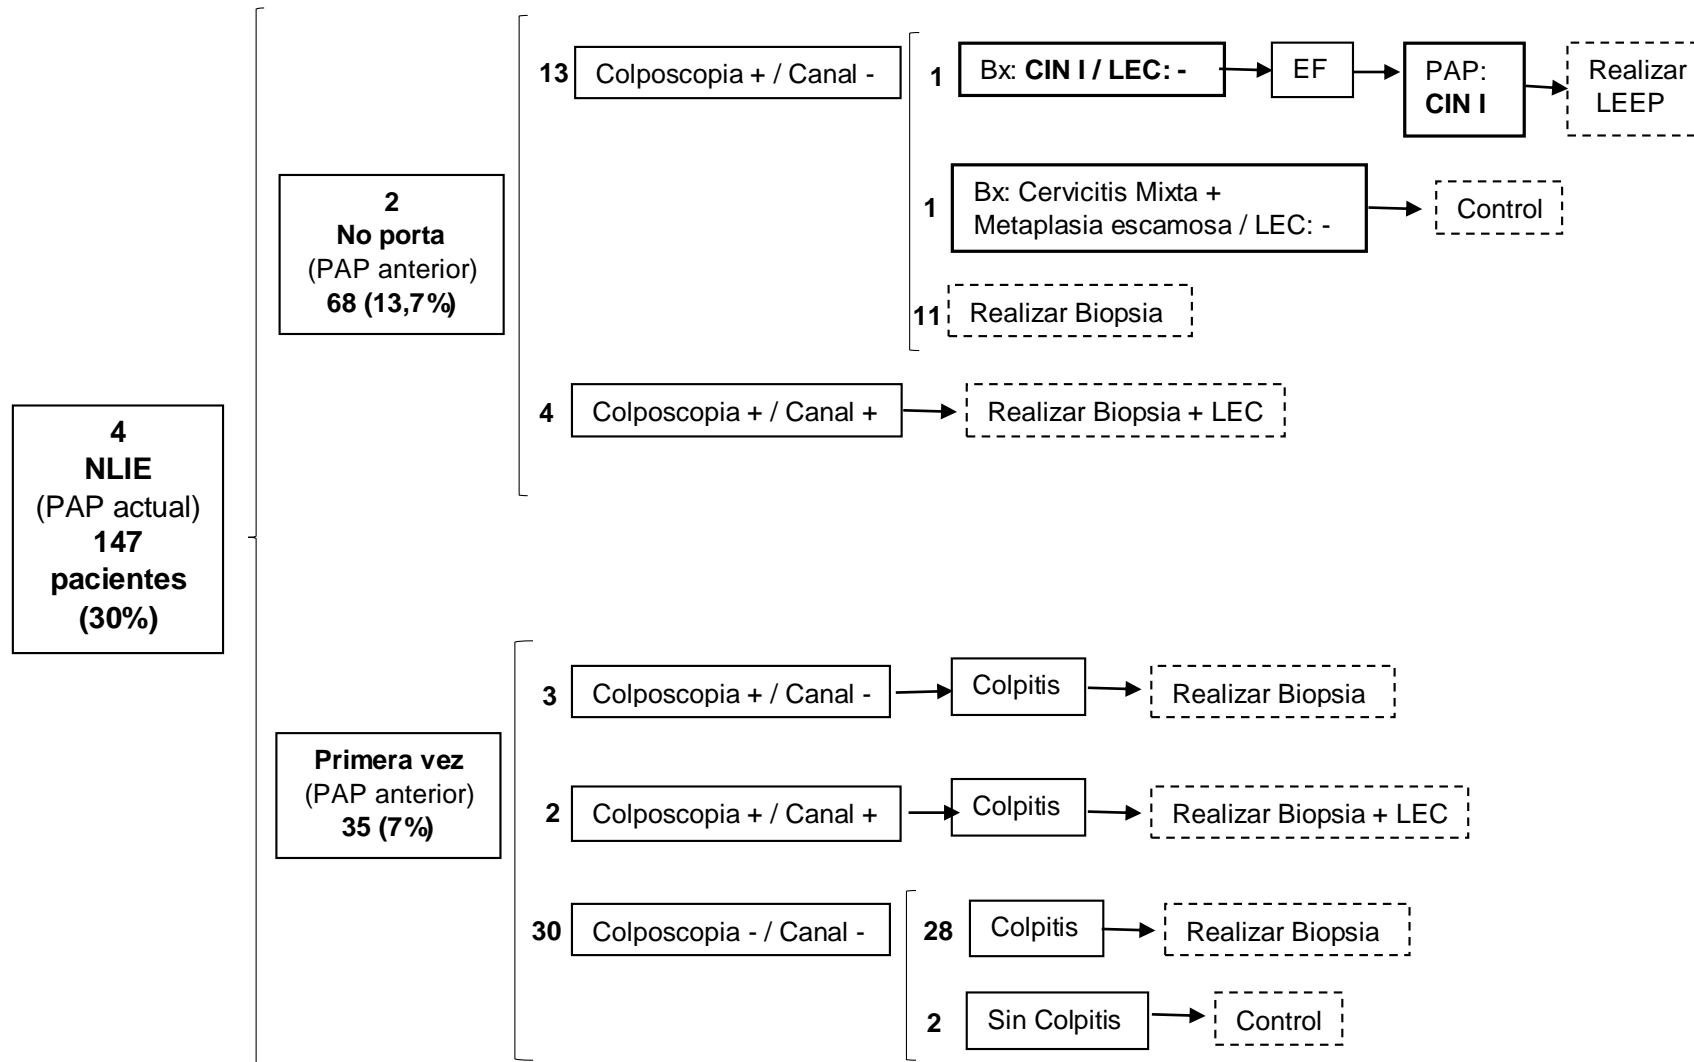 4
NLIE
(PAP actual)
147
pacientes
(30%)
2
No porta
(PAP anterior)
68 (13,7%)
13
Colposcopia + / Canal -
1
Bx: CIN I / LEC: -
EF
PAP:
CIN I
Realizar
LEEP
1
Bx: Cervicitis Mixta +
Metaplasia escamosa / LEC: -
Control
11
Realizar Biopsia
4
Colposcopia + / Canal +
Realizar Biopsia + LEC
Primera vez
(PAP anterior)
35 (7%)
3
Colposcopia + / Canal -
Colpitis
Realizar Biopsia
2
Colposcopia + / Canal +
Colpitis
Realizar Biopsia + LEC
30
Colposcopia - / Canal -
28
Colpitis
Realizar Biopsia
2
Sin Colpitis
Control